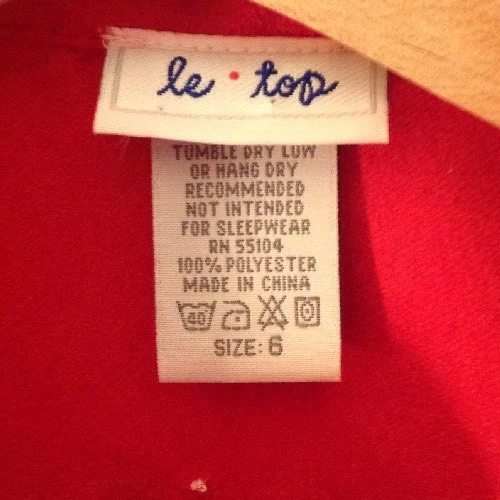 le · top
TUMBLE DRY LOW
OR HANG DRY
RECOMMENDED
NOT INTENDED
FOR SLEEPWEAR
RN 55104
100% POLYESTER
MADE IN CHINA
40°
SIZE: 6